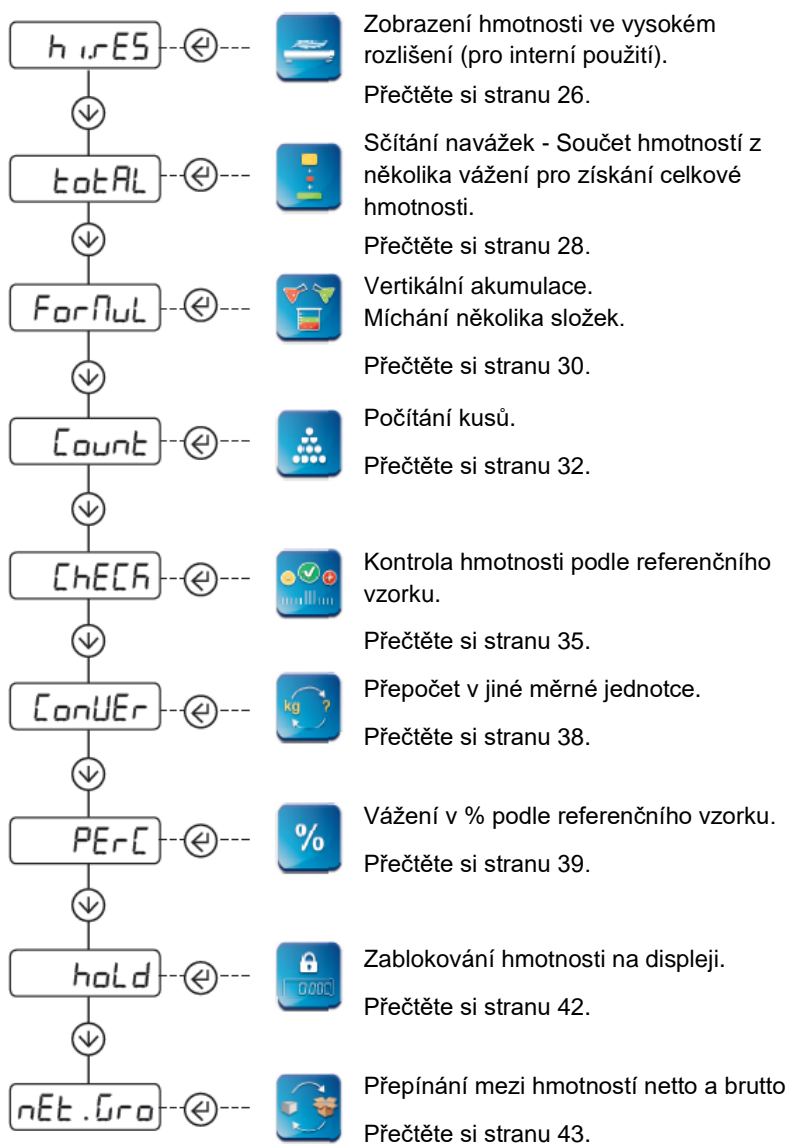 hi.rES
Zobrazení hmotnosti ve vysokém
rozlišení (pro interní použití).
Přečtěte si stranu 26.
totAL
Sčítání navážek - Součet hmotností z
několika vážení pro získání celkové
hmotnosti.
Přečtěte si stranu 28.
ForMuL
Vertikální akumulace.
Míchání několika složek.
Přečtěte si stranu 30.
Count
Počítání kusů.
Přečtěte si stranu 32.
ChECK
Kontrola hmotnosti podle referenčního
vzorku.
Přečtěte si stranu 35.
ConVEr
kg ?
Přepočet v jiné měrné jednotce.
Přečtěte si stranu 38.
PErC
%
Vážení v % podle referenčního vzorku.
Přečtěte si stranu 39.
hoLd
0.000
Zablokování hmotnosti na displeji.
Přečtěte si stranu 42.
nEt.Gro
Přepínání mezi hmotností netto a brutto
Přečtěte si stranu 43.